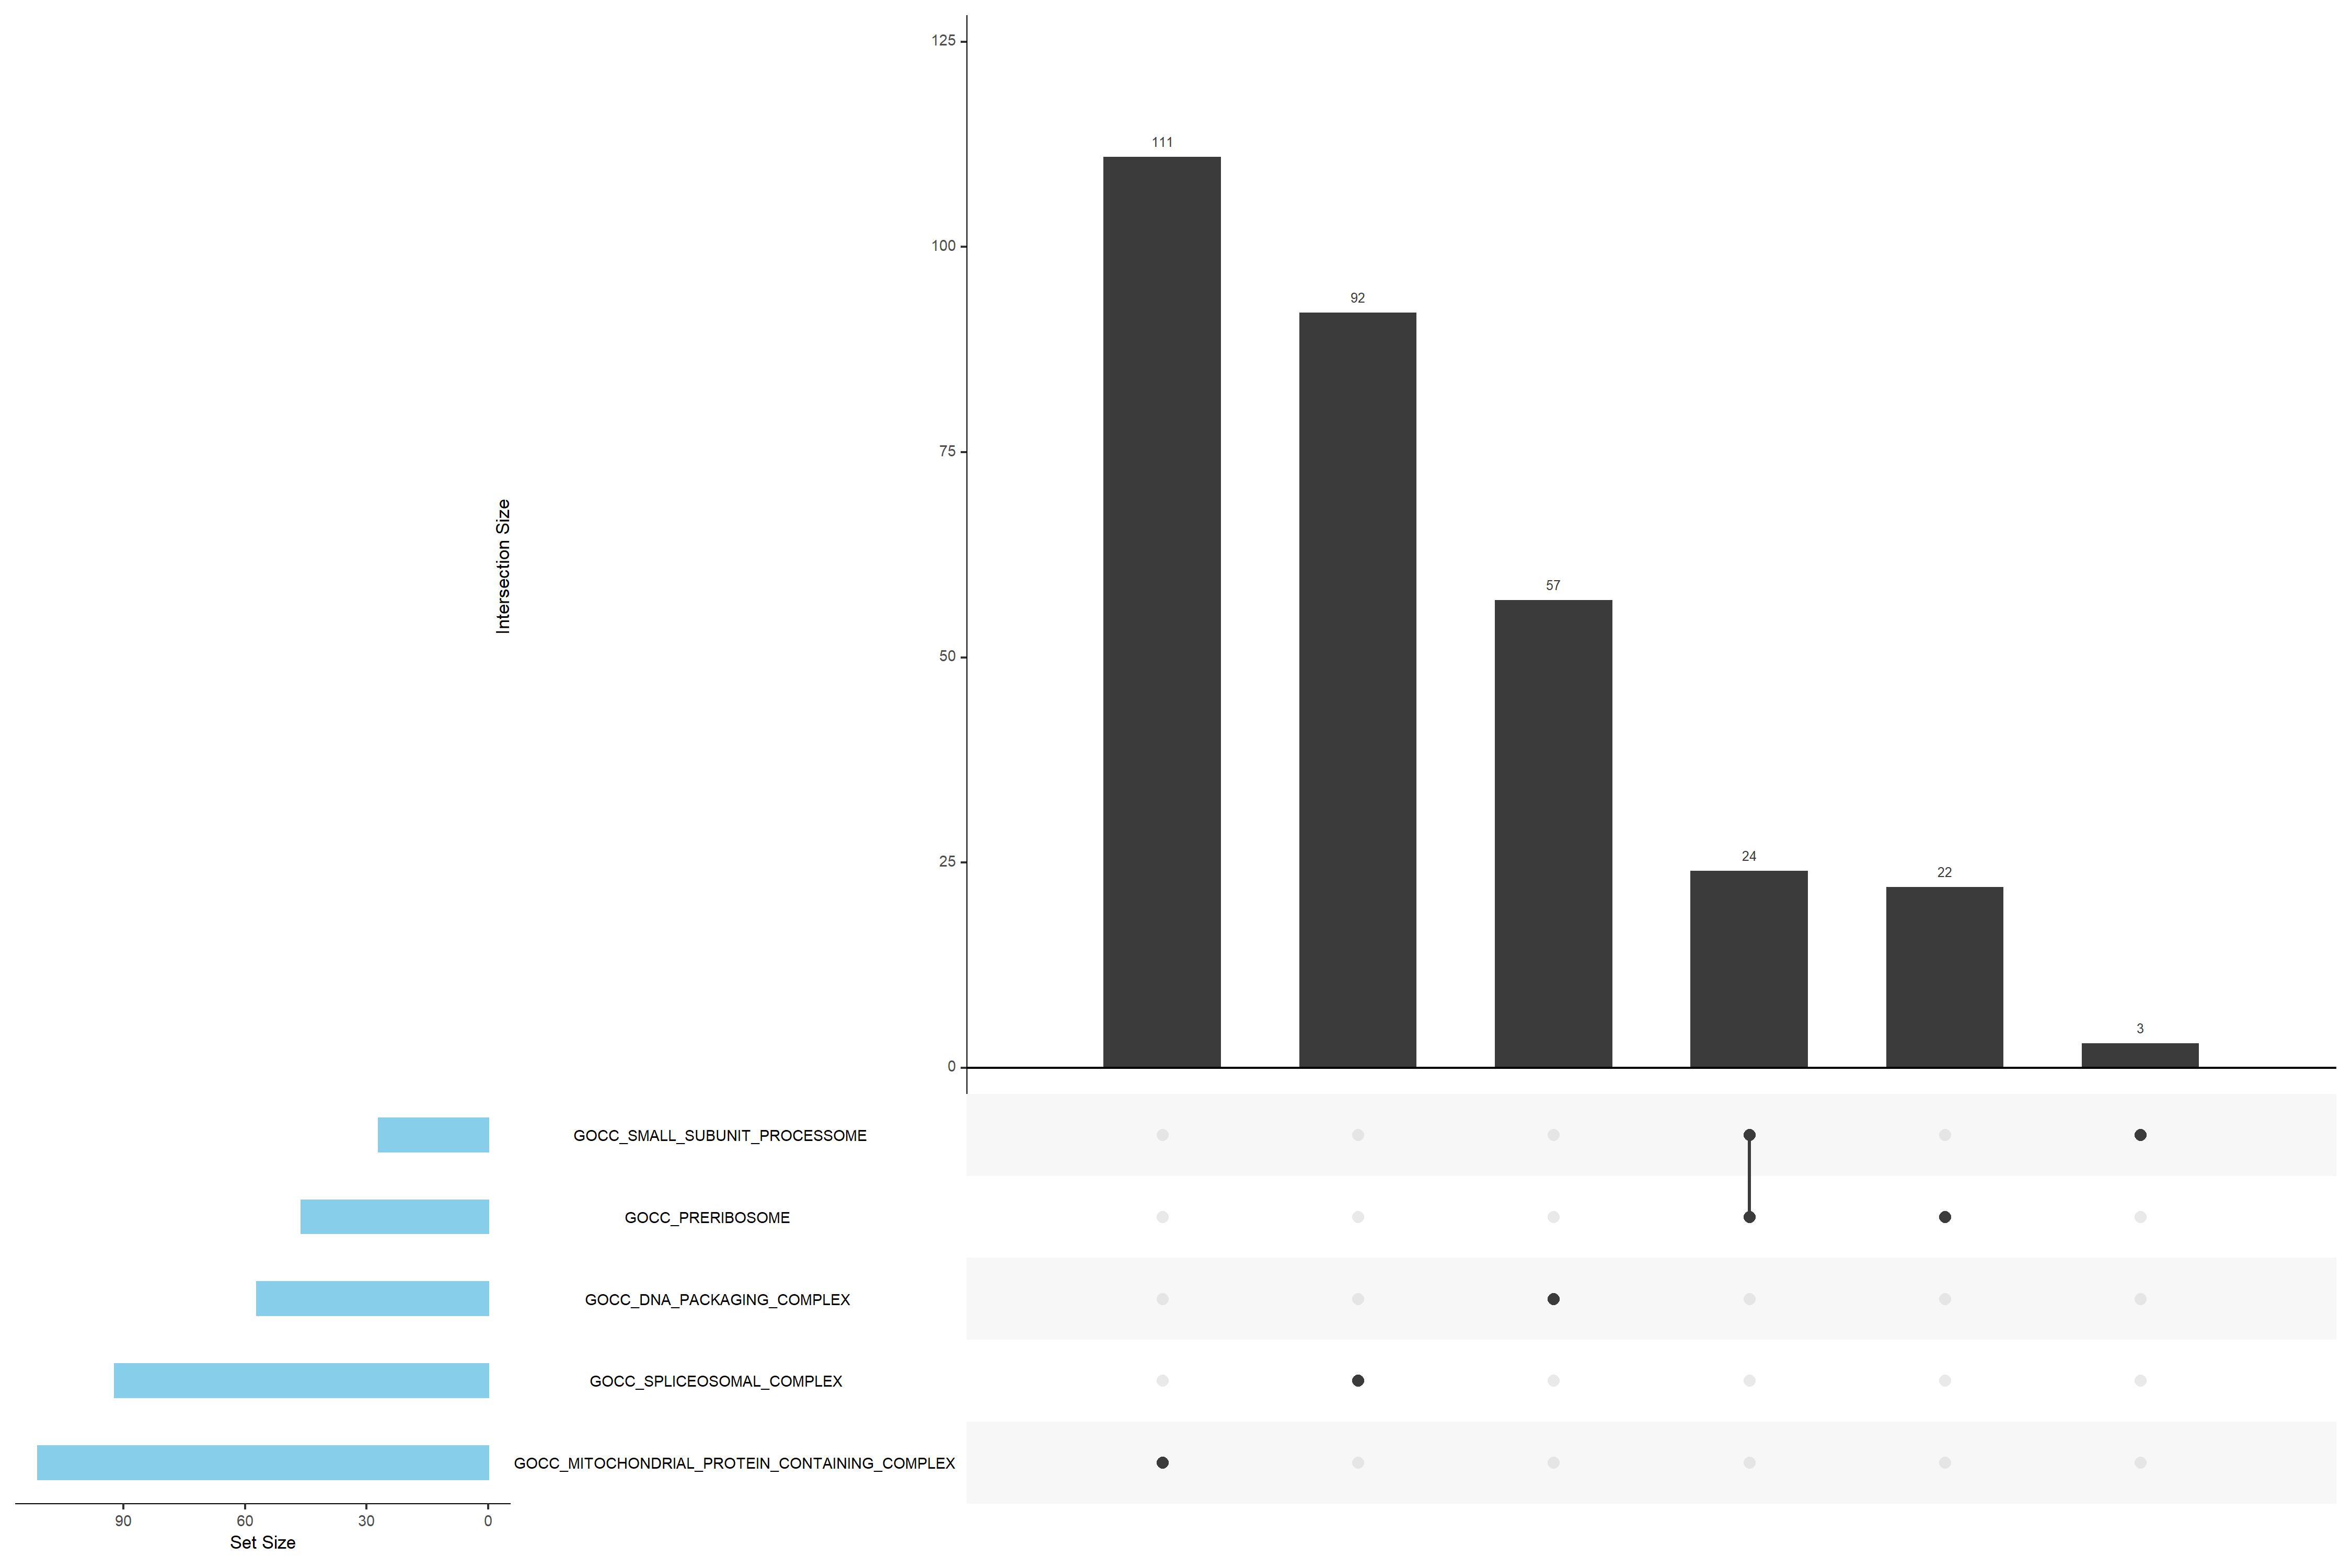 125
111
100
92
75
Intersection Size
57
50
25
24
22
3
0
GOCC_SMALL_SUBUNIT_PROCESSOME
GOCC_PRERIBOSOME
GOCC_DNA_PACKAGING_COMPLEX
GOCC_SPLICEOSOMAL_COMPLEX
GOCC_MITOCHONDRIAL_PROTEIN_CONTAINING_COMPLEX
90 60 30 0
Set Size